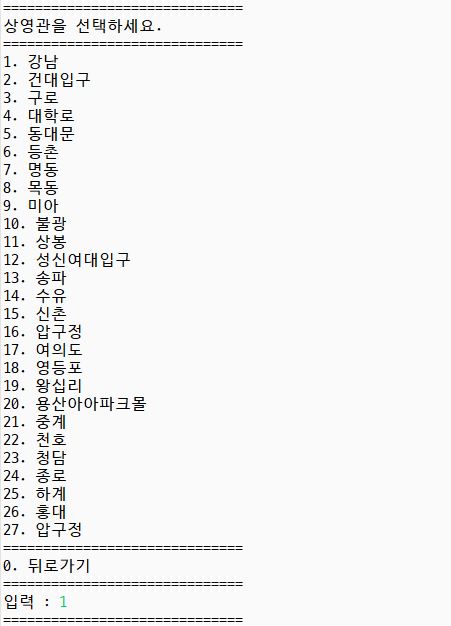 ==============================
상영관을 선택하세요.
==============================
1. 강남
2. 건대입구
3. 구로
4. 대학로
5. 동대문
6. 등촌
7. 명동
8. 목동
9. 미아
10. 불광
11. 상봉
12. 성신여대입구
13. 송파
14. 수유
15. 신촌
16. 압구정
17. 여의도
18. 영등포
19. 왕십리
20. 용산아아파크몰
21. 중계
22. 천호
23. 청담
24. 종로
25. 하계
26. 홍대
27. 압구정
==============================
0. 뒤로가기
==============================
입력 : 1
==============================